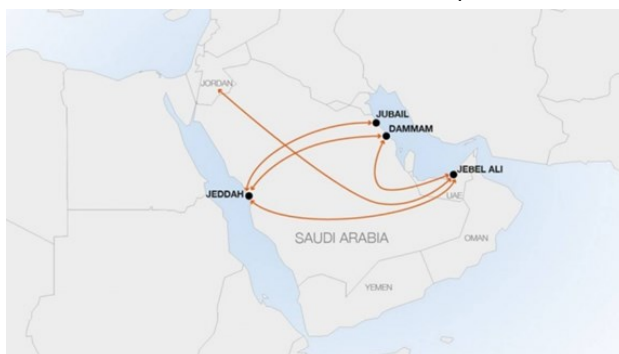 JORDAN
JUBAIL
DAMMAM
JEBEL ALI
UAE
JEDDAH
SAUDI ARABIA
OMAN
YEMEN